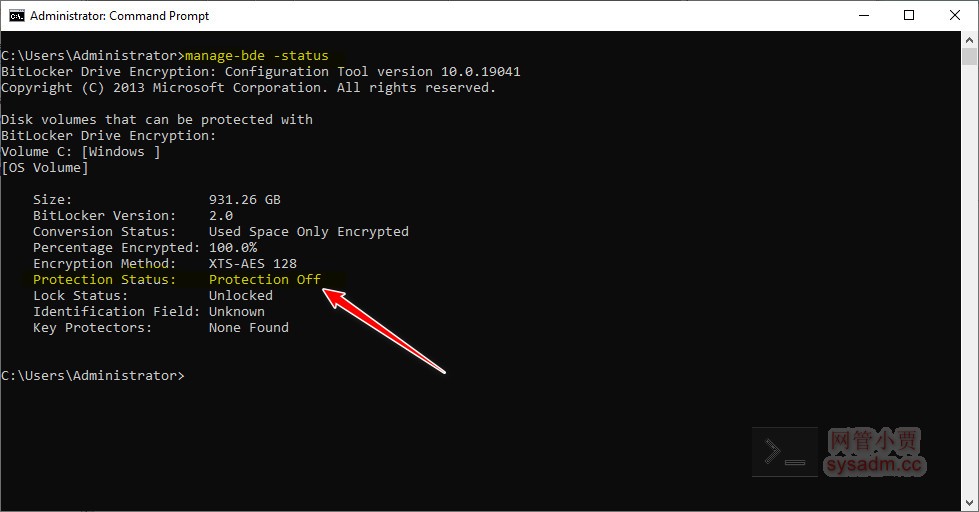 Administrator: Command Prompt
C:\Users\Administrator>manage-bde -status
BitLocker Drive Encryption: Configuration Tool version 10.0.19041
Copyright (C) 2013 Microsoft Corporation. All rights reserved.
Disk volumes that can be protected with
BitLocker Drive Encryption:
Volume C: [Windows ]
[OS Volume]
Size: 931.26 GB
BitLocker Version: 2.0
Conversion Status: Used Space Only Encrypted
Percentage Encrypted: 100.0%
Encryption Method: XTS-AES 128
Protection Status: Protection Off
Lock Status: Unlocked
Identification Field: Unknown
Key Protectors: None Found
C:\Users\Administrator>
网管小贾
sysadm.cc